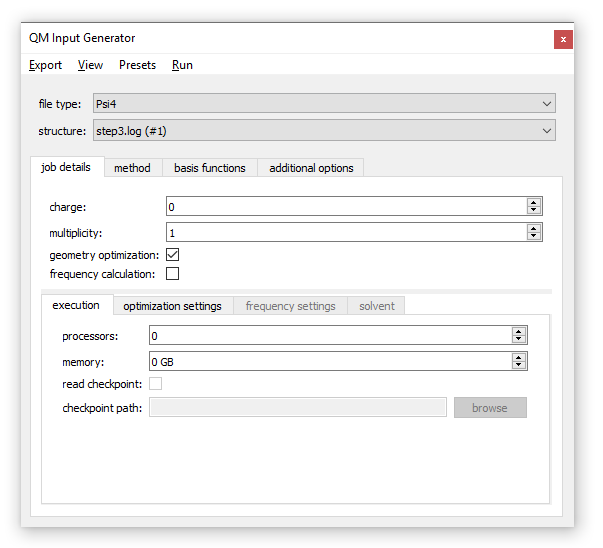 QM Input Generator
x
Export View Presets Run
file type: Psi4
structure: step3.log (#1)
job details method basis functions additional options
charge: 0
multiplicity: 1
geometry optimization:
frequency calculation:
execution optimization settings frequency settings solvent
processors: 0
memory: 0 GB
read checkpoint:
checkpoint path: browse